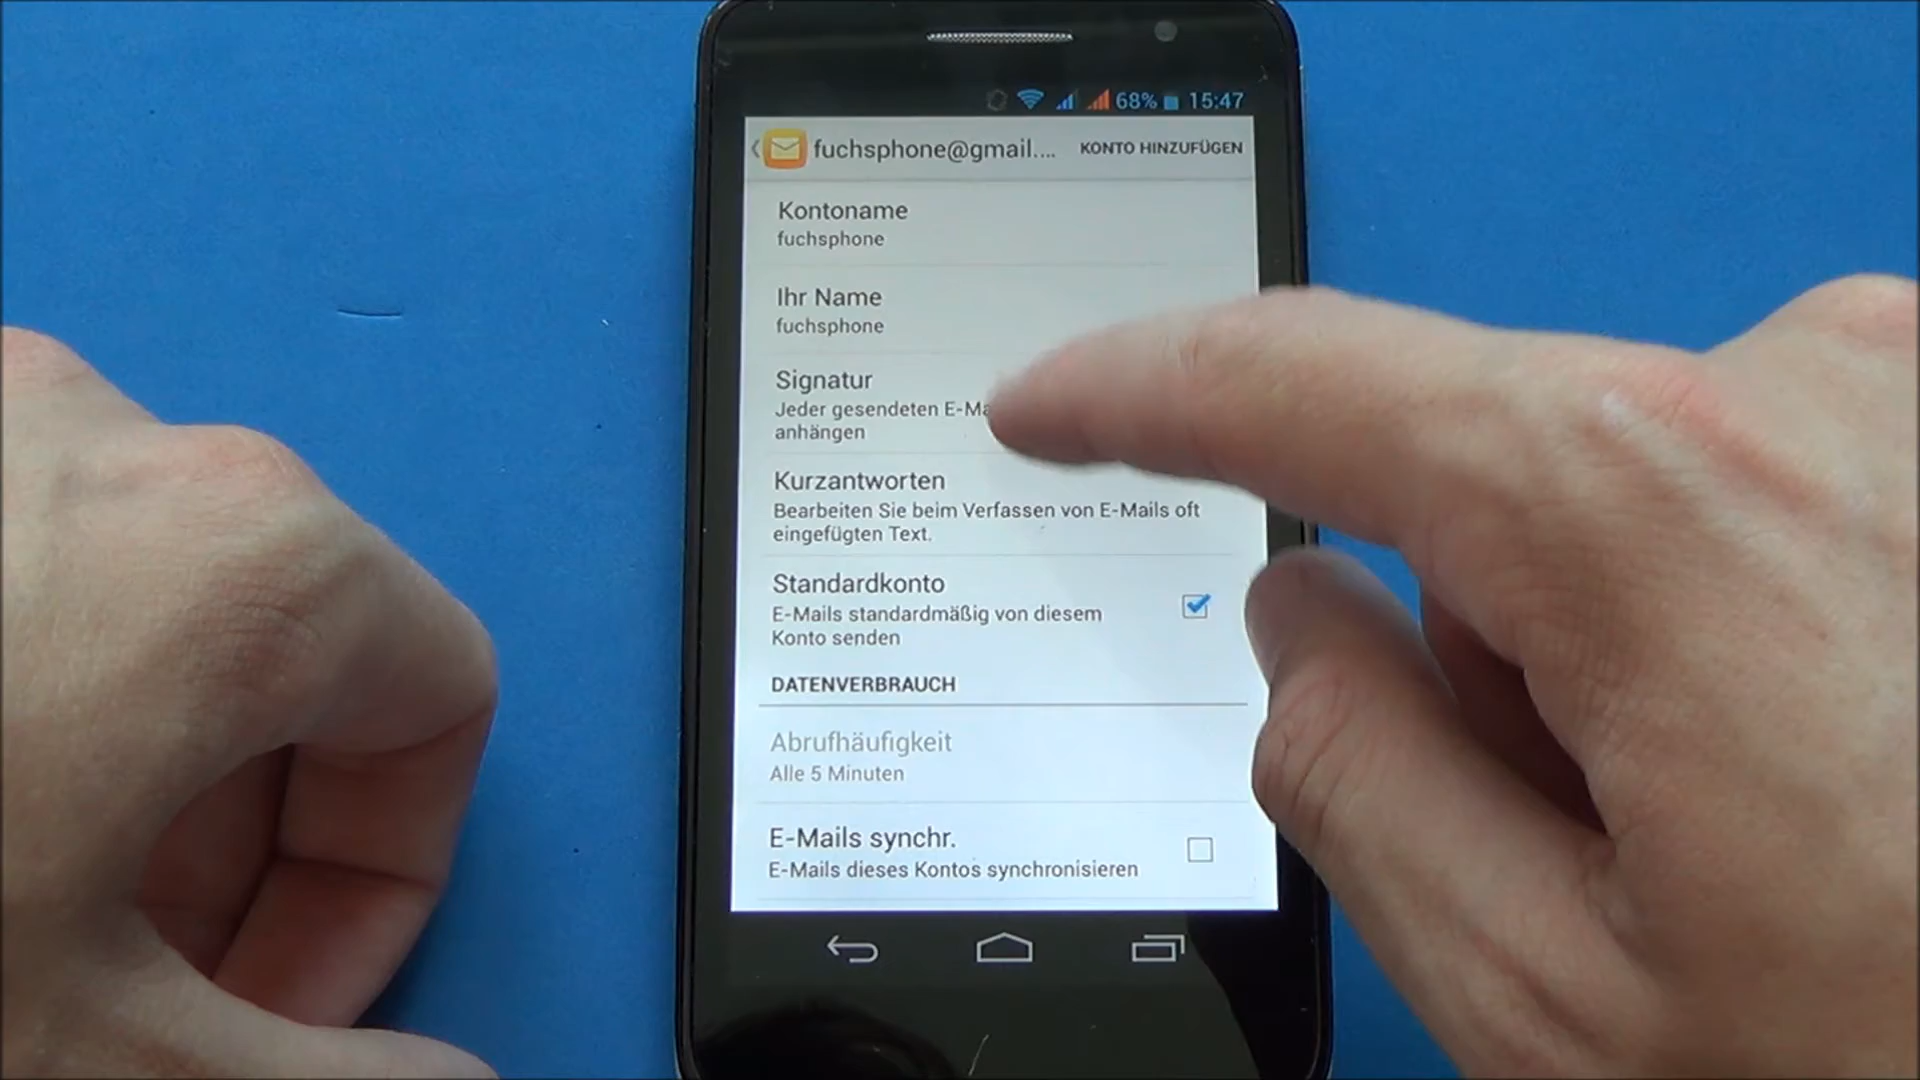 68% 15:47
fuchsphone@gmail.... KONTO HINZUFÜGEN
Kontoname
fuchsphone
Ihr Name
fuchsphone
Signatur
Jeder gesendeten
anhängen
Kurzantworten
Bearbeiten Sie beim Verfassen von E-Mails oft
eingefügten Text.
Standardkonto
E-Mails standardmäßig von diesem
Konto senden
DATENVERBRAUCH
Abrufhäufigkeit
Alle 5 Minuten
E-Mails synchr.
E-Mails dieses Kontos synchronisieren